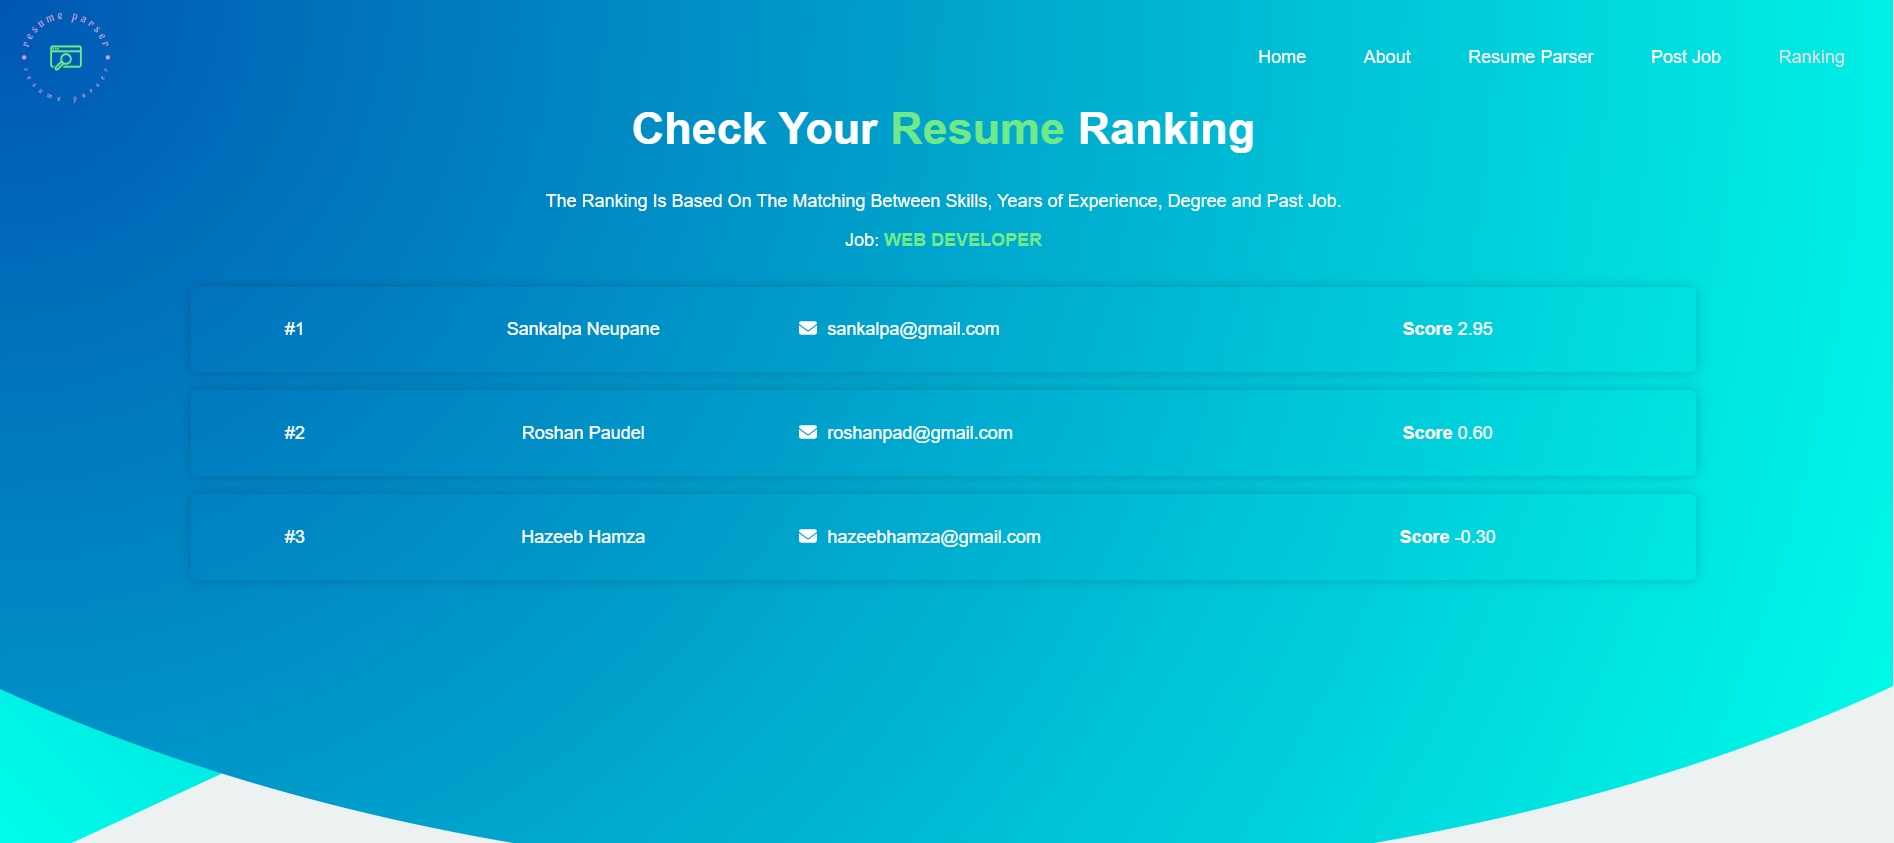 resume parser
resume parser
Home About Resume Parser Post Job Ranking
Check Your Resume Ranking
The Ranking Is Based On The Matching Between Skills, Years of Experience, Degree and Past Job.
Job: WEB DEVELOPER
#1 Sankalpa Neupane sankalpa@gmail.com Score 2.95
#2 Roshan Paudel roshanpad@gmail.com Score 0.60
#3 Hazeeb Hamza hazeebhamza@gmail.com Score -0.30